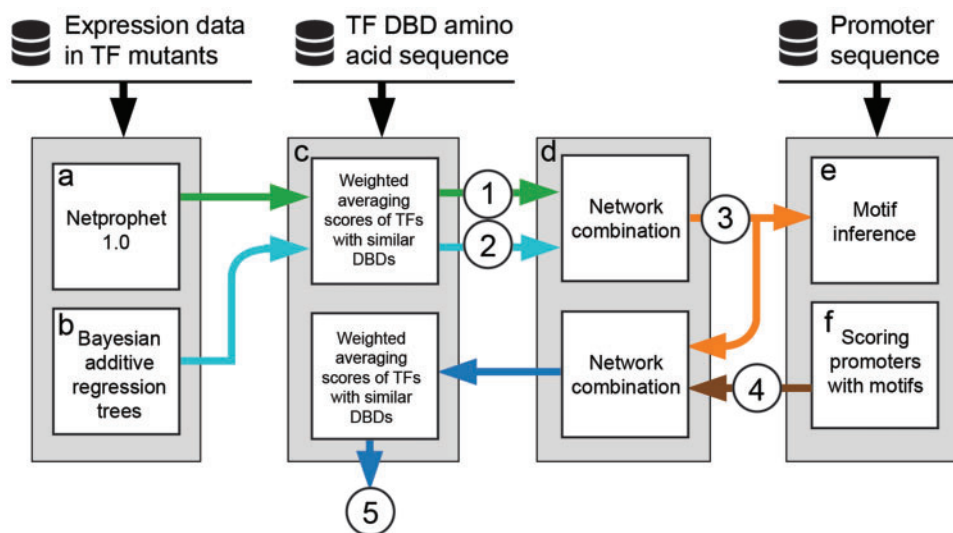 Expression data
in TF mutants
TF DBD amino
acid sequence
Promoter
sequence
a
Netprophet
1.0
b
Bayesian
additive
regression
trees
c
Weighted
averaging
scores of TFs
with similar
DBDs
Weighted
averaging
scores of TFs
with similar
DBDs
1
2
d
Network
combination
Network
combination
3
4
e
Motif
inference
f
Scoring
promoters
with motifs
5